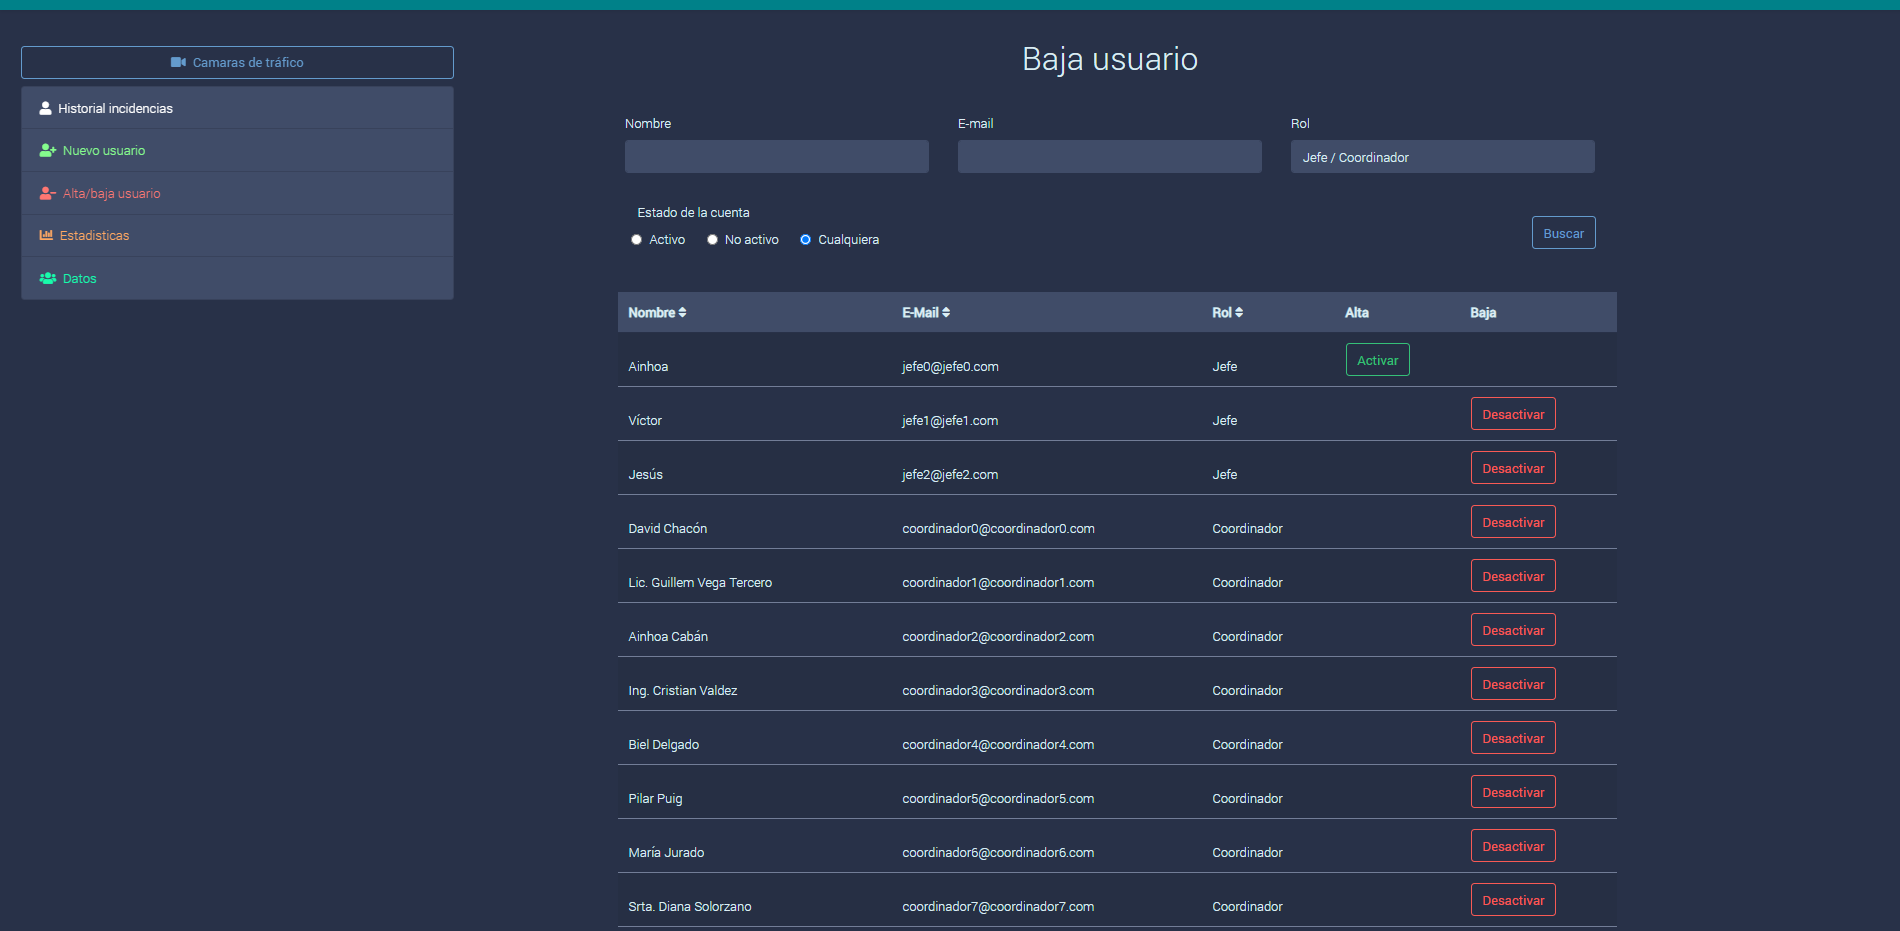 Camaras de tráfico
Historial incidencias
Nuevo usuario
Alta/baja usuario
Estadisticas
Datos
Baja usuario
Nombre E-mail Rol
Jefe / Coordinador
Estado de la cuenta
Activo No activo Cualquiera
Buscar
Nombre E-Mail Rol Alta Baja
Ainhoa jefe0@jefe0.com Jefe Activar
Víctor jefe1@jefe1.com Jefe Desactivar
Jesús jefe2@jefe2.com Jefe Desactivar
David Chacón coordinador0@coordinador0.com Coordinador Desactivar
Lic. Guillem Vega Tercero coordinador1@coordinador1.com Coordinador Desactivar
Ainhoa Cabán coordinador2@coordinador2.com Coordinador Desactivar
Ing. Cristian Valdez coordinador3@coordinador3.com Coordinador Desactivar
Biel Delgado coordinador4@coordinador4.com Coordinador Desactivar
Pilar Puig coordinador5@coordinador5.com Coordinador Desactivar
María Jurado coordinador6@coordinador6.com Coordinador Desactivar
Srta. Diana Solorzano coordinador7@coordinador7.com Coordinador Desactivar